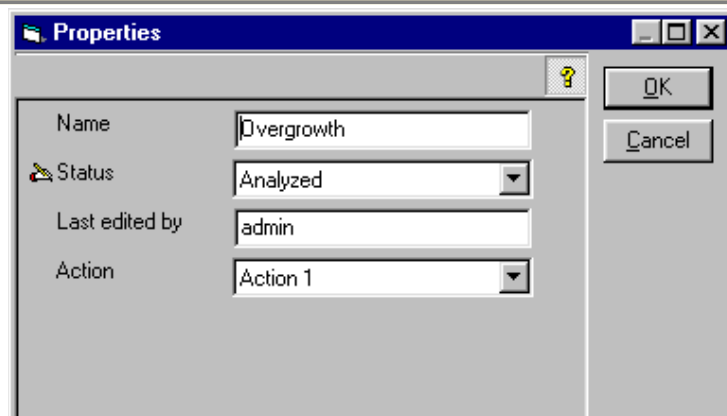 Properties
?
OK
Name Overgrowth
Cancel
Status Analyzed
Last edited by admin
Action Action 1